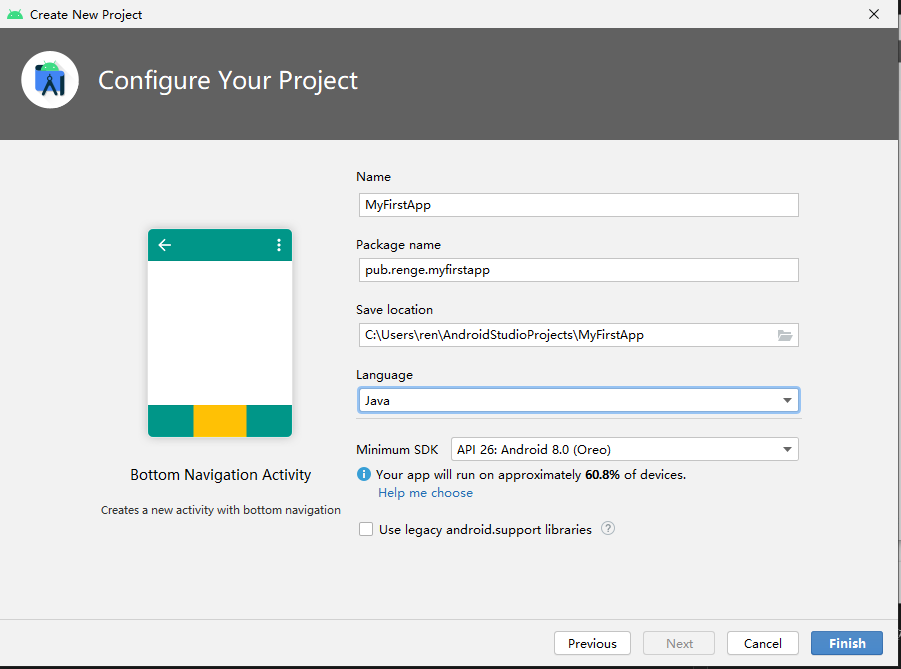 Create New Project
Configure Your Project
Name
MyFirstApp
Package name
pub.renge.myfirstapp
Save location
C:\Users\ren\AndroidStudioProjects\MyFirstApp
Language
Java
Minimum SDK API 26: Android 8.0 (Oreo)
Your app will run on approximately 60.8% of devices.
Help me choose
Use legacy android.support libraries ?
Bottom Navigation Activity
Creates a new activity with bottom navigation
Previous Next Cancel Finish